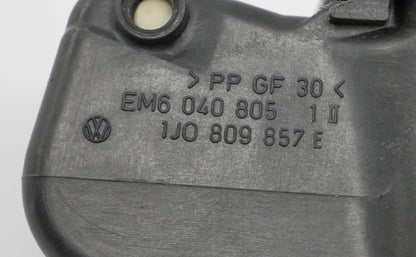 > PP GF 30 <
EM6 040 805 1 II
1J0 809 857 E